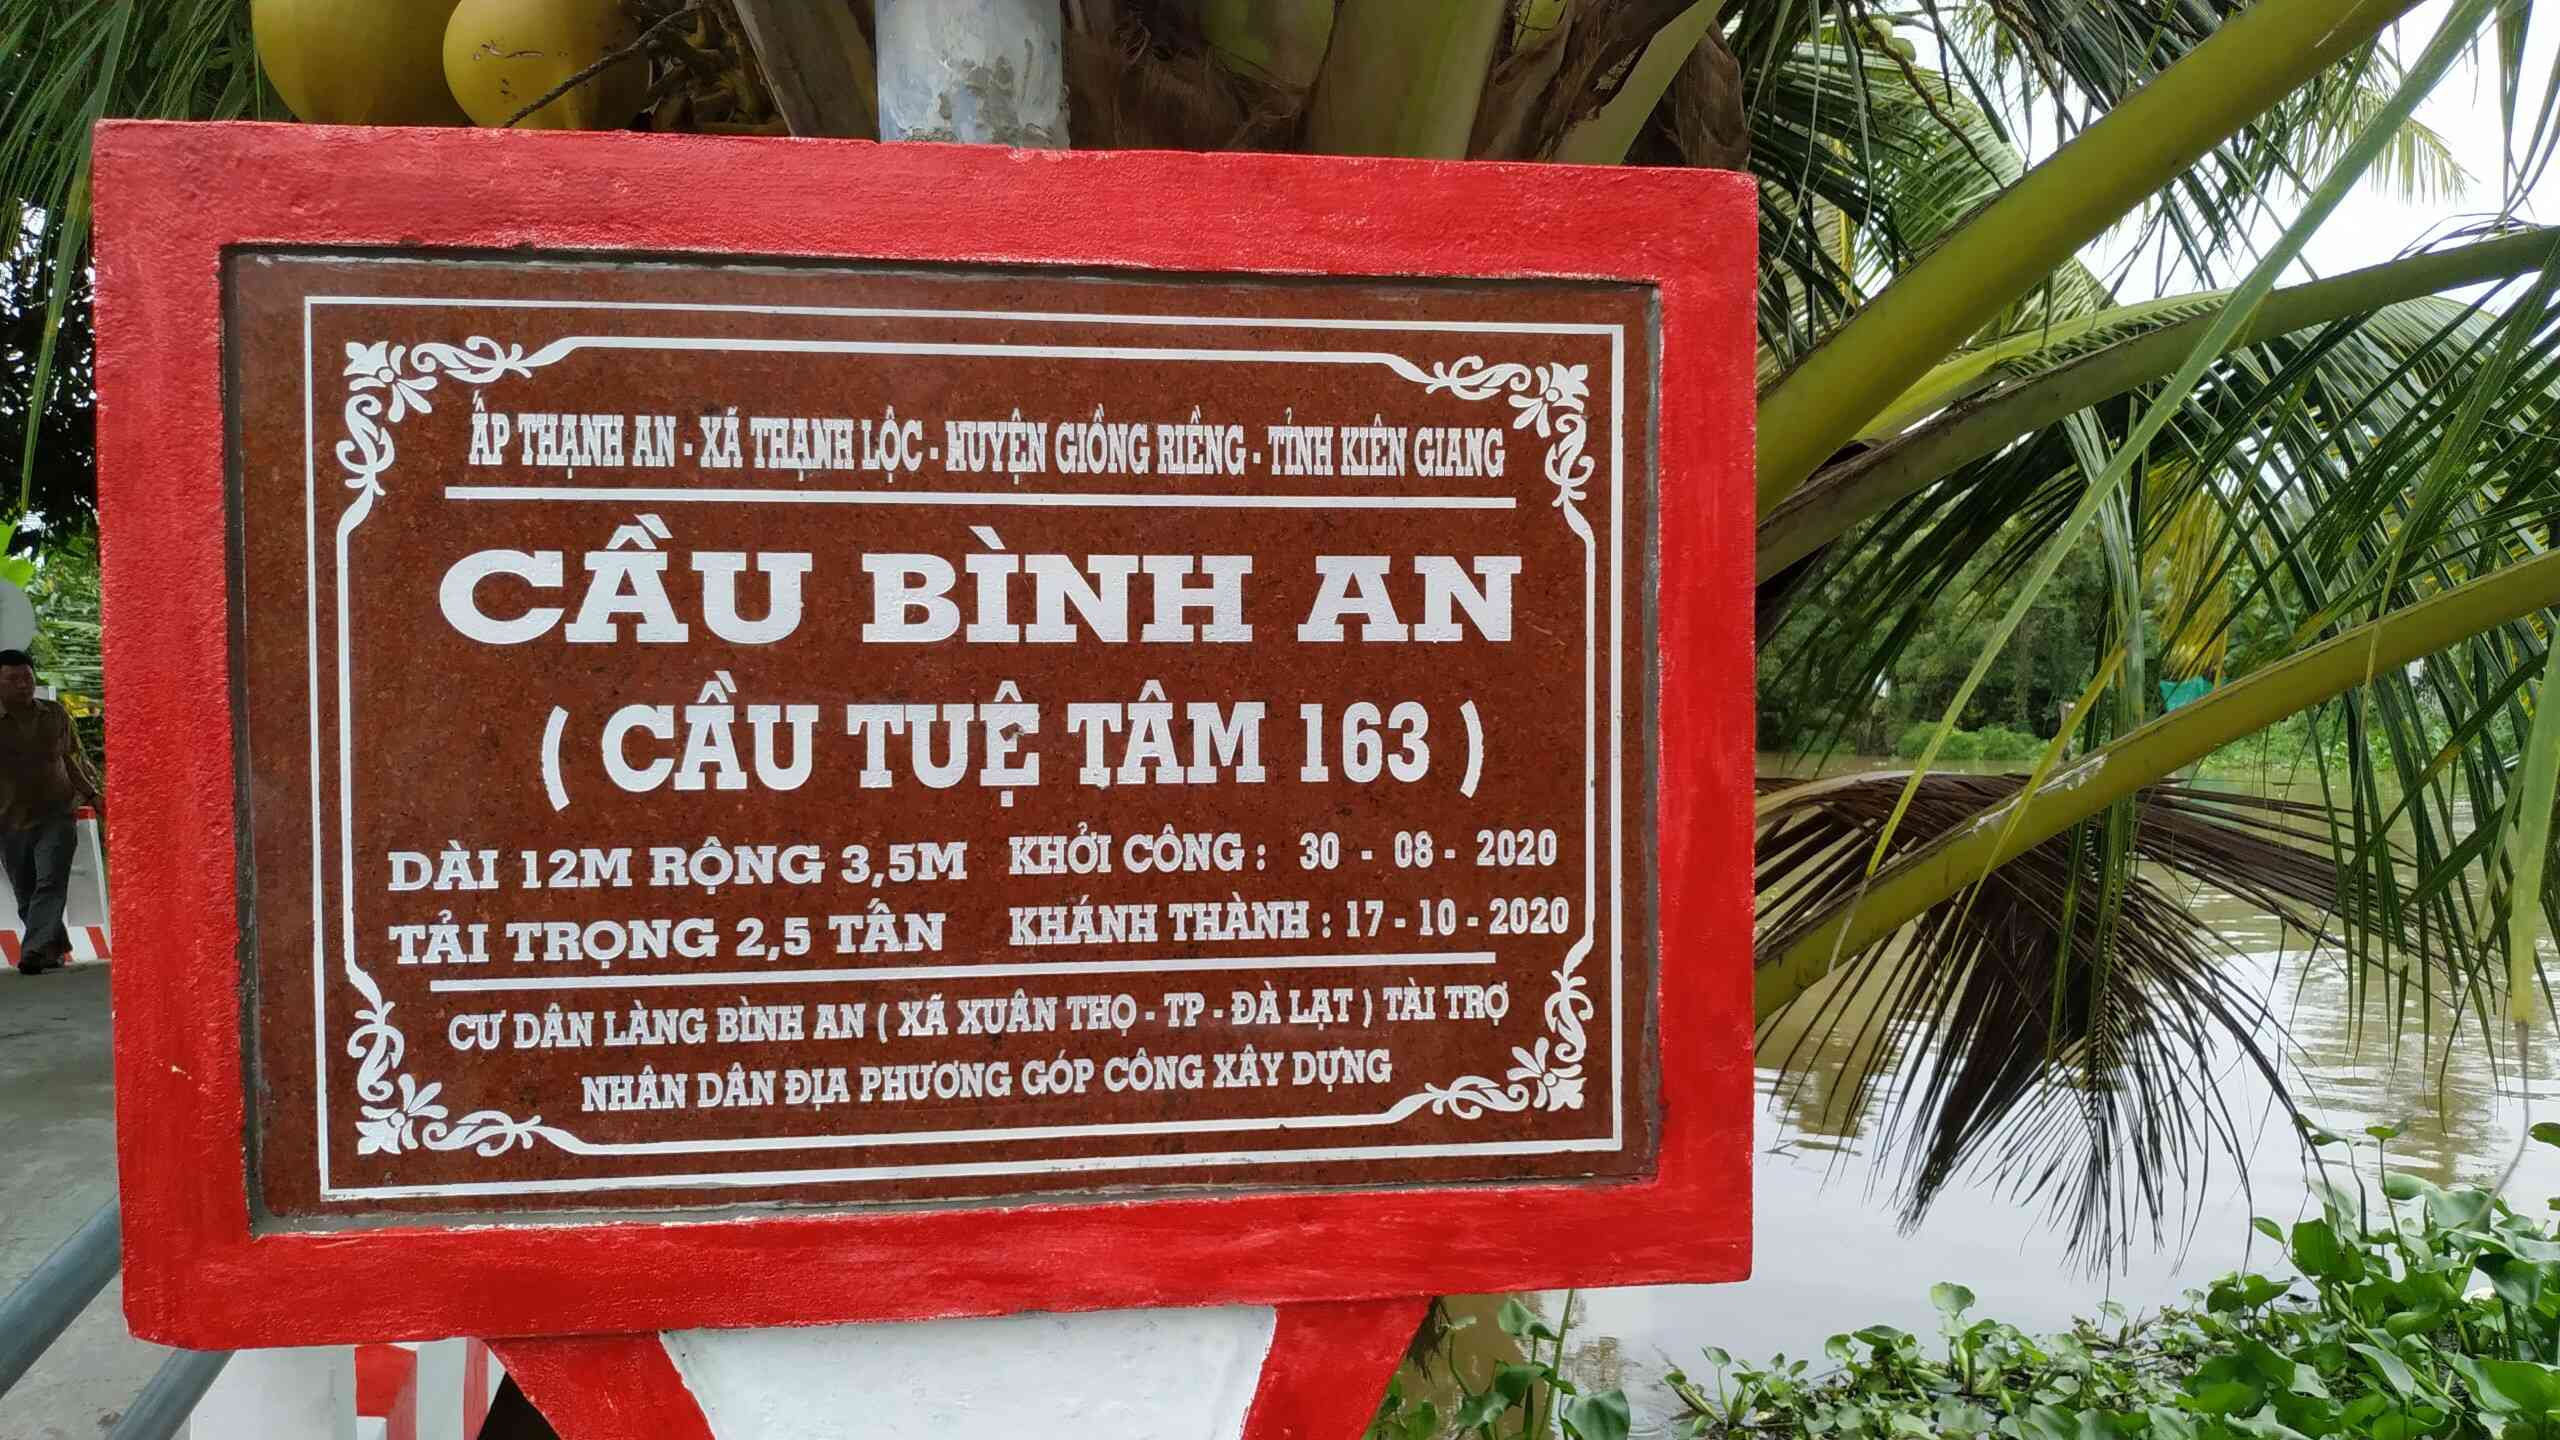 ẤP THẠNH AN - XÃ THẠNH LỘC - HUYỆN GIỒNG RIỀNG - TỈNH KIÊN GIANG
CẦU BÌNH AN
( CẦU TUỆ TÂM 163 )
DÀI 12M RỘNG 3,5M KHỞI CÔNG : 30 - 08 - 2020
TẢI TRỌNG 2,5 TẤN KHÁNH THÀNH : 17 - 10 - 2020
CƯ DÂN LÀNG BÌNH AN ( XÃ XUÂN THỌ - TP - ĐÀ LẠT ) TÀI TRỢ
NHÂN DÂN ĐỊA PHƯƠNG GÓP CÔNG XÂY DỰNG